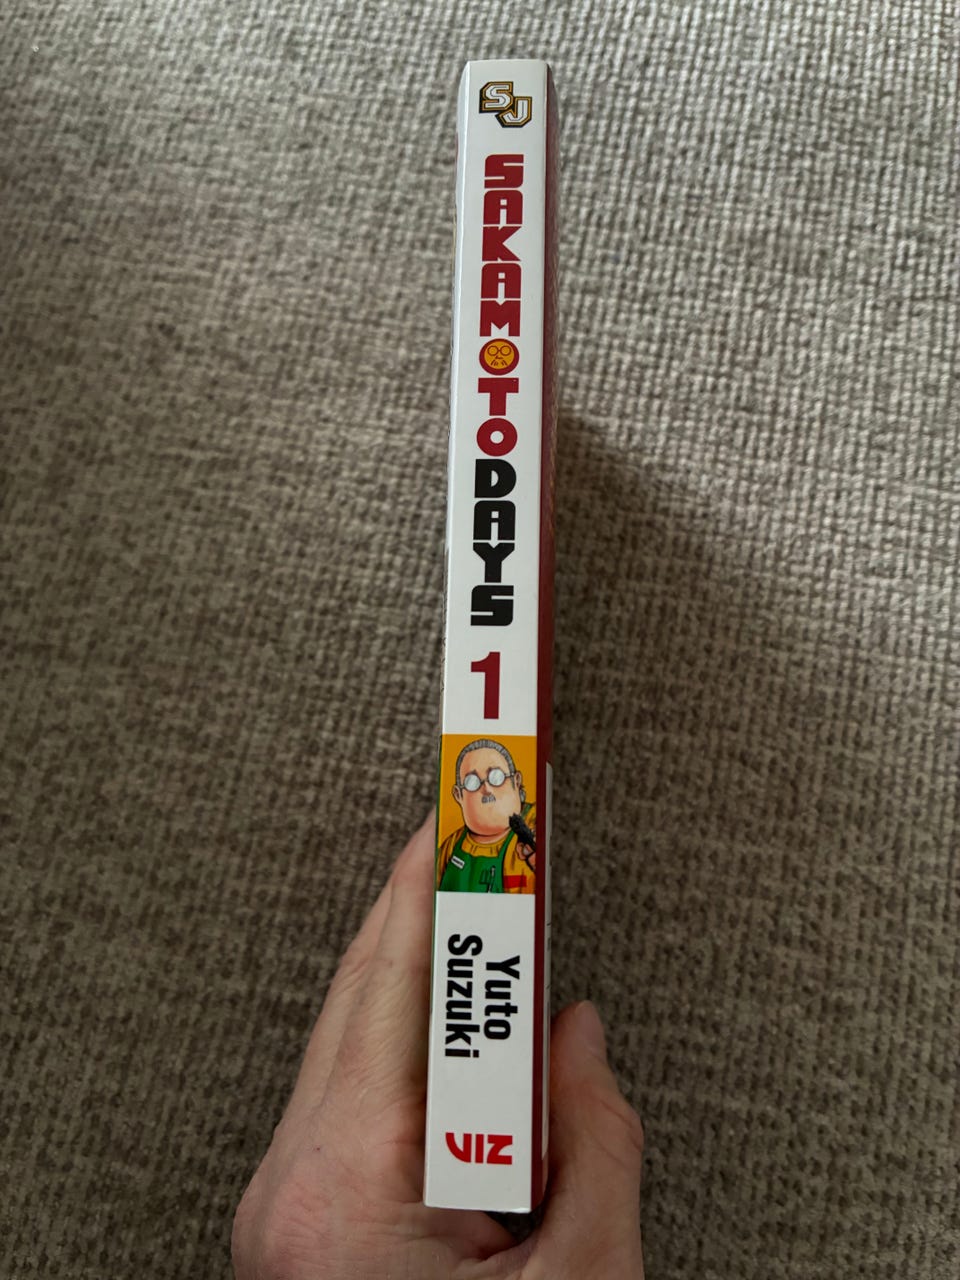 SJ
SAKAMOTO DAYS
1
Yuto
Suzuki
VIZ